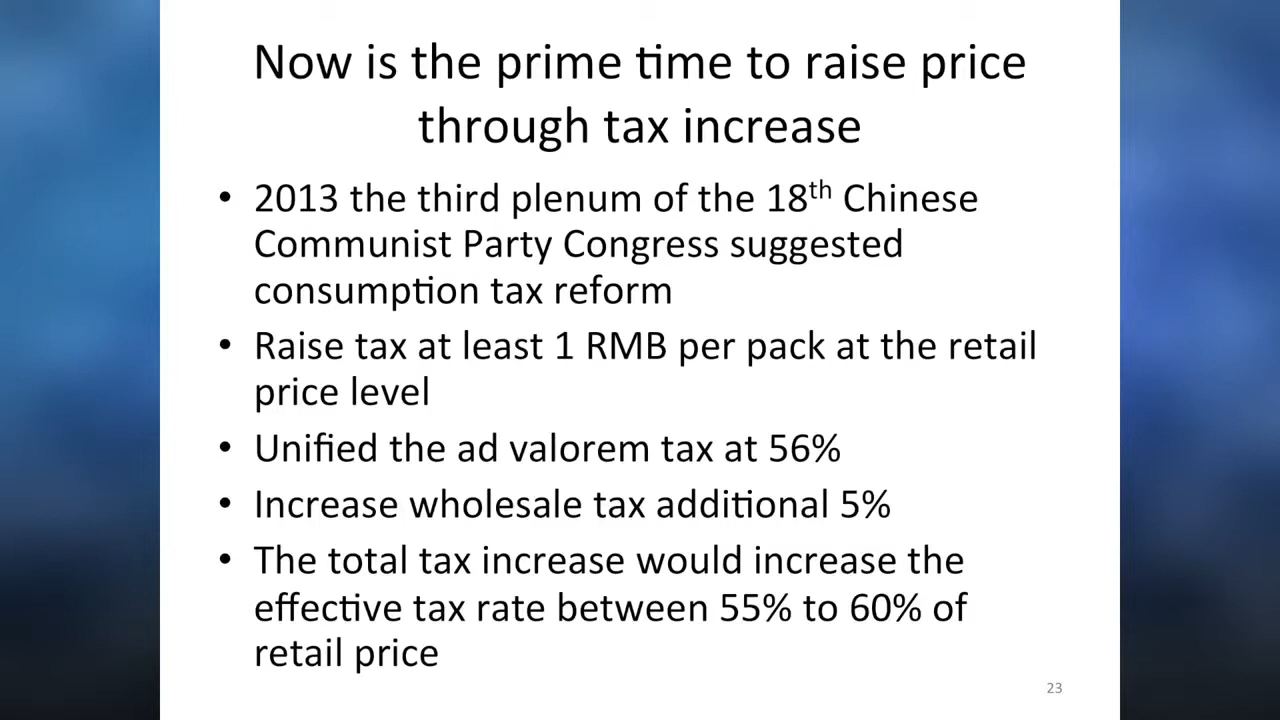 Now is the prime time to raise price
through tax increase
• 2013 the third plenum of the 18th Chinese
Communist Party Congress suggested
consumption tax reform
• Raise tax at least 1 RMB per pack at the retail
price level
• Unified the ad valorem tax at 56%
• Increase wholesale tax additional 5%
• The total tax increase would increase the
effective tax rate between 55% to 60% of
retail price
23